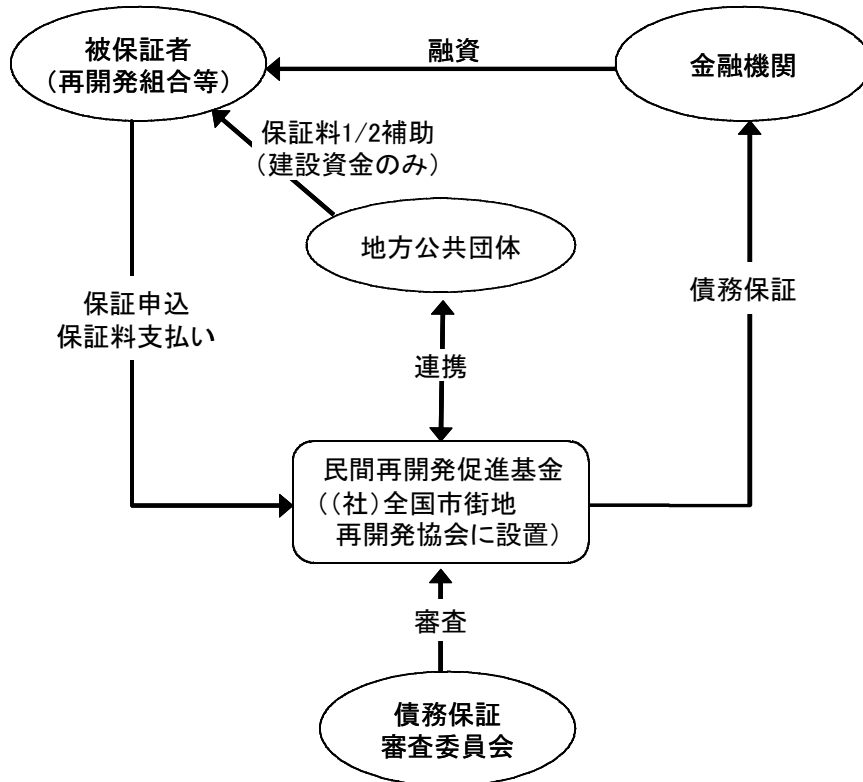 被保証者
（再開発組合等）
融資
金融機関
保証料1/2補助
（建設資金のみ）
地方公共団体
保証申込
保証料支払い
債務保証
連携
民間再開発促進基金
（（社）全国市街地
再開発協会に設置）
審査
債務保証
審査委員会